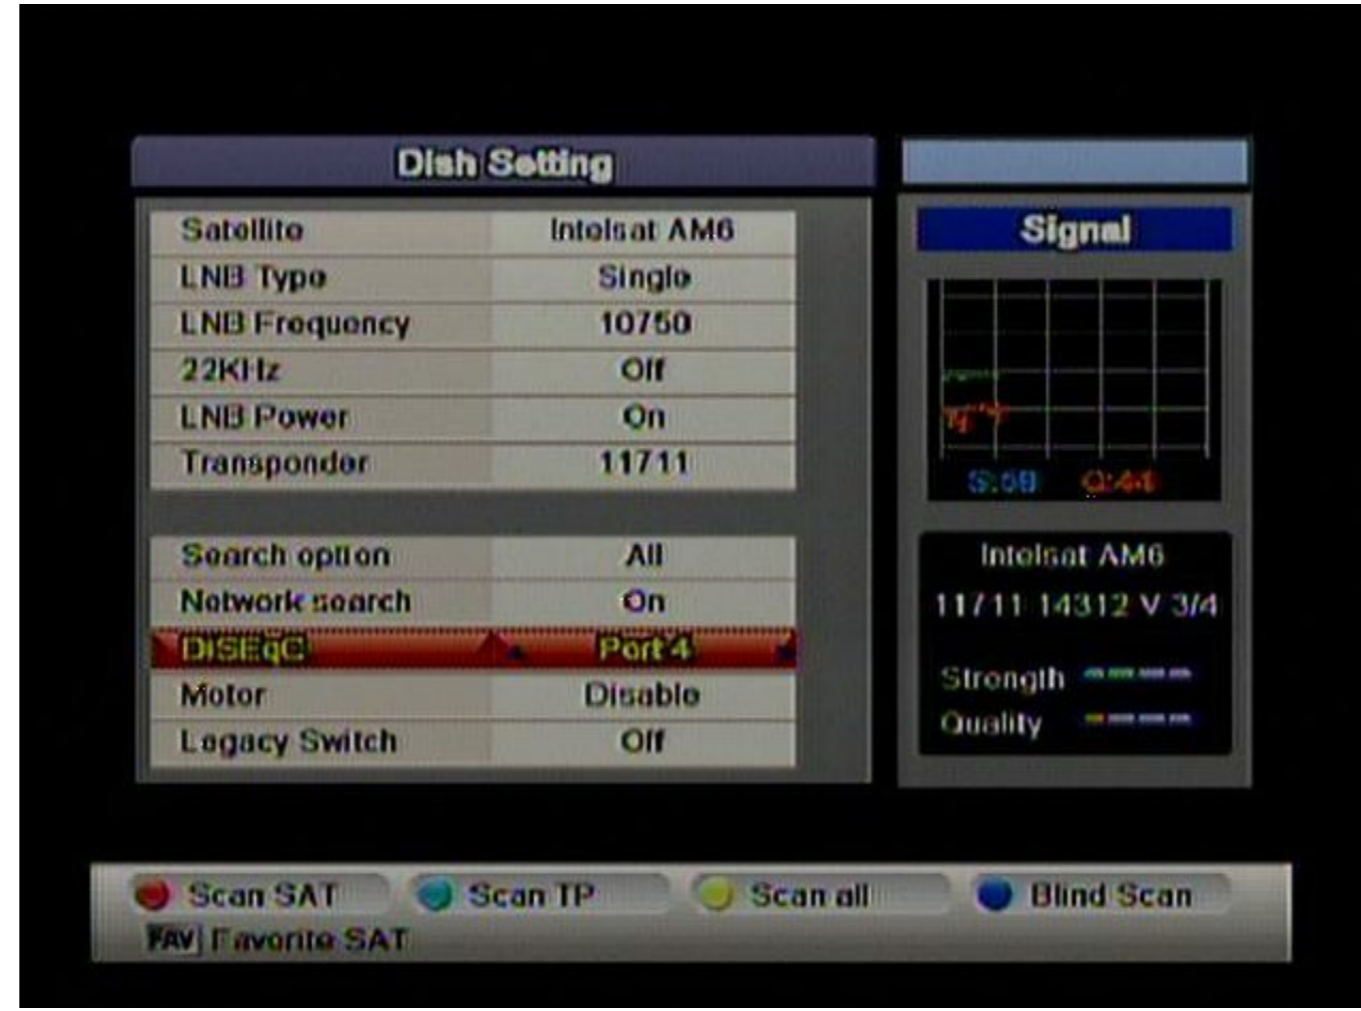 Dish Setting
Satellite Intelsat AM6
LNB Type Single
LNB Frequency 10750
22KHz Off
LNB Power On
Transponder 11711
Search option All
Network search On
DISEqC Port 4
Motor Disable
Legacy Switch Off
Signal
Intelsat AM6
11711 14312 V 3/4
Strength
Quality
Scan SAT Scan TP Scan all Blind Scan
FAV Favorite SAT